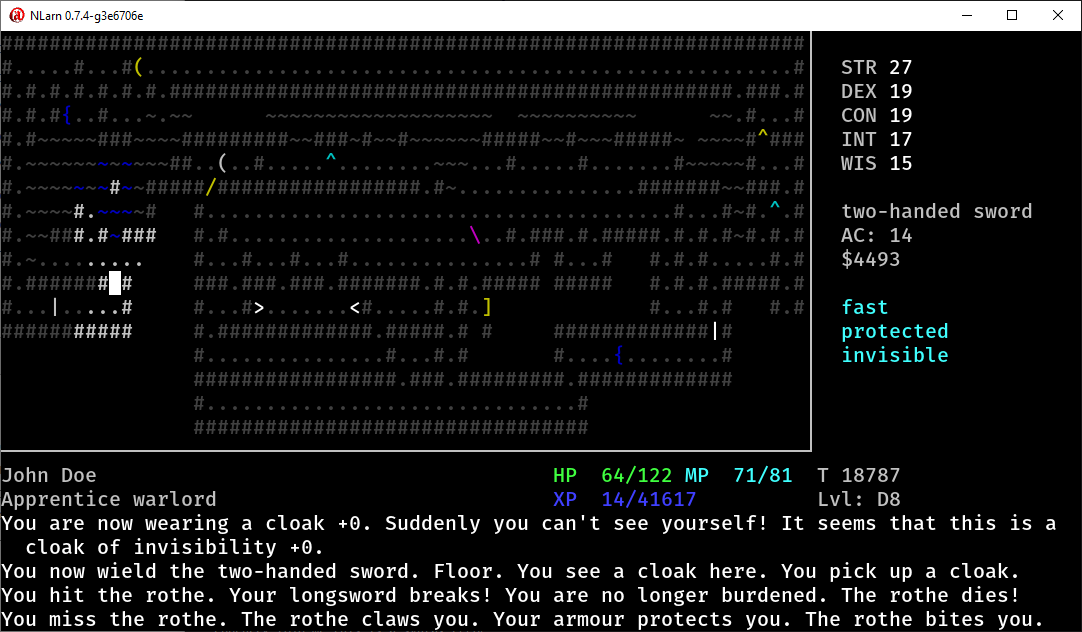 NLarn 0.7.4-g3e6706e
STR 27
DEX 19
CON 19
INT 17
WIS 15
two-handed sword
AC: 14
$4493
fast
protected
invisible
John Doe HP 64/122 MP 71/81 T 18787
Apprentice warlord XP 14/41617 Lvl: D8
You are now wearing a cloak +0. Suddenly you can't see yourself! It seems that this is a
cloak of invisibility +0.
You now wield the two-handed sword. Floor. You see a cloak here. You pick up a cloak.
You hit the rothe. Your longsword breaks! You are no longer burdened. The rothe dies!
You miss the rothe. The rothe claws you. Your armour protects you. The rothe bites you.